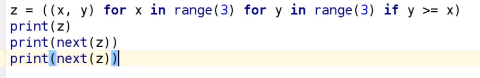 z = ((x, y) for x in range(3) for y in range(3) if y >= x)
print(z)
print(next(z))
print(next(z))